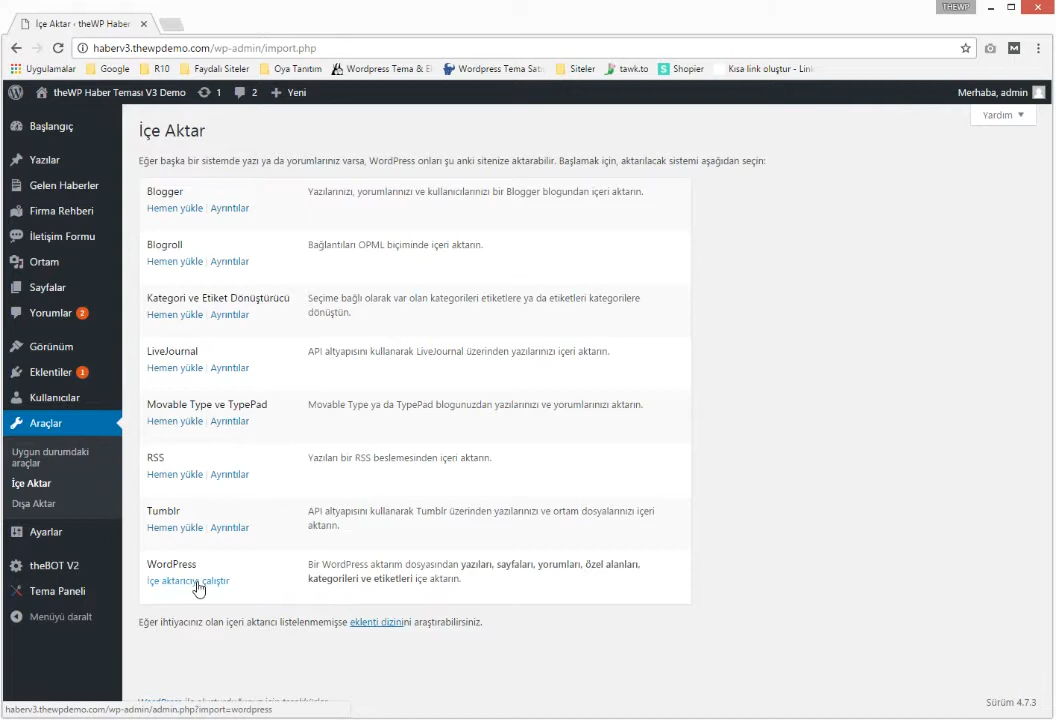 THEWP
İçe Aktar ‹ theWP Haber
haberv3.thewpdemo.com/wp-admin/import.php
Uygulamalar Google R10 Faydalı Siteler Oya Tanıtım Wordpress Tema & E Wordpress Tema Satı Siteler tawk.to Shopier Kısa link oluştur - Lin
theWP Haber Teması V3 Demo 1 2 Yeni Merhaba, admin
Yardım
Başlangıç
Yazılar
Gelen Haberler
Firma Rehberi
İletişim Formu
Ortam
Sayfalar
Yorumlar 2
Görünüm
Eklentiler 1
Kullanıcılar
Araçlar
Uygun durumdaki
araçlar
İçe Aktar
Dışa Aktar
Ayarlar
theBOT V2
Tema Paneli
Menüyü daralt
İçe Aktar
Eğer başka bir sistemde yazı ya da yorumlarınız varsa, WordPress onları şu anki sitenize aktarabilir. Başlamak için, aktarılacak sistemi aşağıdan seçin:
Blogger
Hemen yükle | Ayrıntılar
Yazılarınızı, yorumlarınızı ve kullanıcılarınızı bir Blogger blogundan içeri aktarın.
Blogroll
Hemen yükle | Ayrıntılar
Bağlantıları OPML biçiminde içeri aktarın.
Kategori ve Etiket Dönüştürücü
Hemen yükle | Ayrıntılar
Seçime bağlı olarak var olan kategorileri etiketlere ya da etiketleri kategorilere
dönüştün.
LiveJournal
Hemen yükle | Ayrıntılar
API altyapısını kullanarak LiveJournal üzerinden yazılarınızı içeri aktarın.
Movable Type ve TypePad
Hemen yükle | Ayrıntılar
Movable Type ya da TypePad blogunuzdan yazılarınızı ve yorumlarınızı aktarın.
RSS
Hemen yükle | Ayrıntılar
Yazıları bir RSS beslemesinden içeri aktarın.
Tumblr
Hemen yükle | Ayrıntılar
API altyapısını kullanarak Tumblr üzerinden yazılarınızı ve ortam dosyalarınızı içeri
aktarın.
WordPress
İçe aktarıcıyı çalıştır
Bir WordPress aktarım dosyasından yazıları, sayfaları, yorumları, özel alanları,
kategorileri ve etiketleri içe aktarın.
Eğer ihtiyacınız olan içeri aktarıcı listelenmemişse eklenti dizinini araştırabilirsiniz.
Sürüm 4.7.3
haberv3.thewpdemo.com/wp-admin/admin.php?import=wordpress